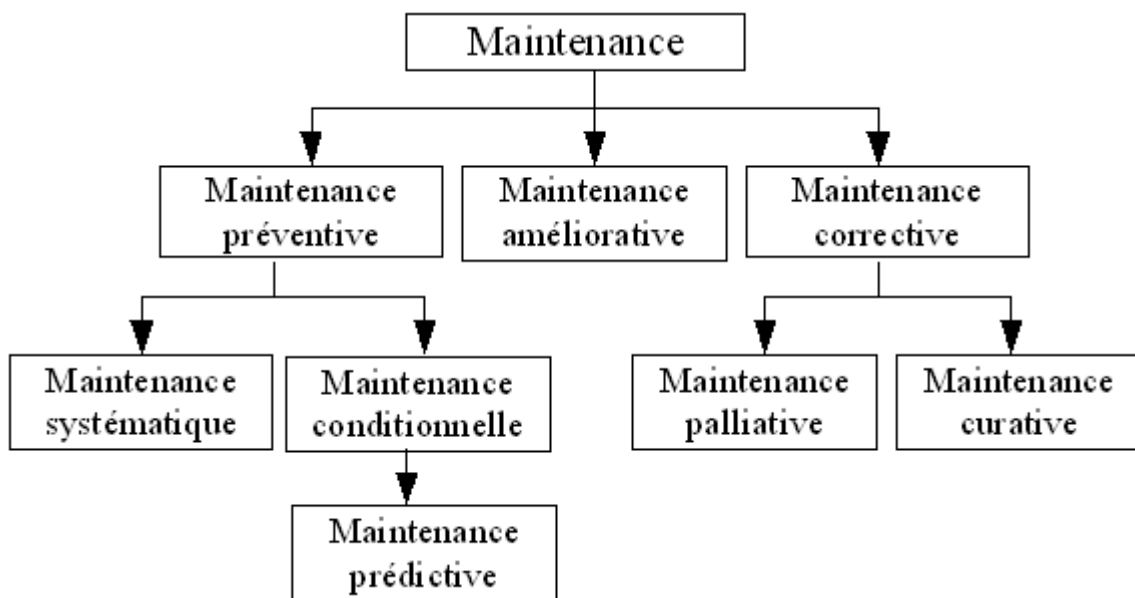 Maintenance
Maintenance
préventive
Maintenance
améliorative
Maintenance
corrective
Maintenance
systématique
Maintenance
conditionnelle
Maintenance
palliative
Maintenance
curative
Maintenance
prédictive